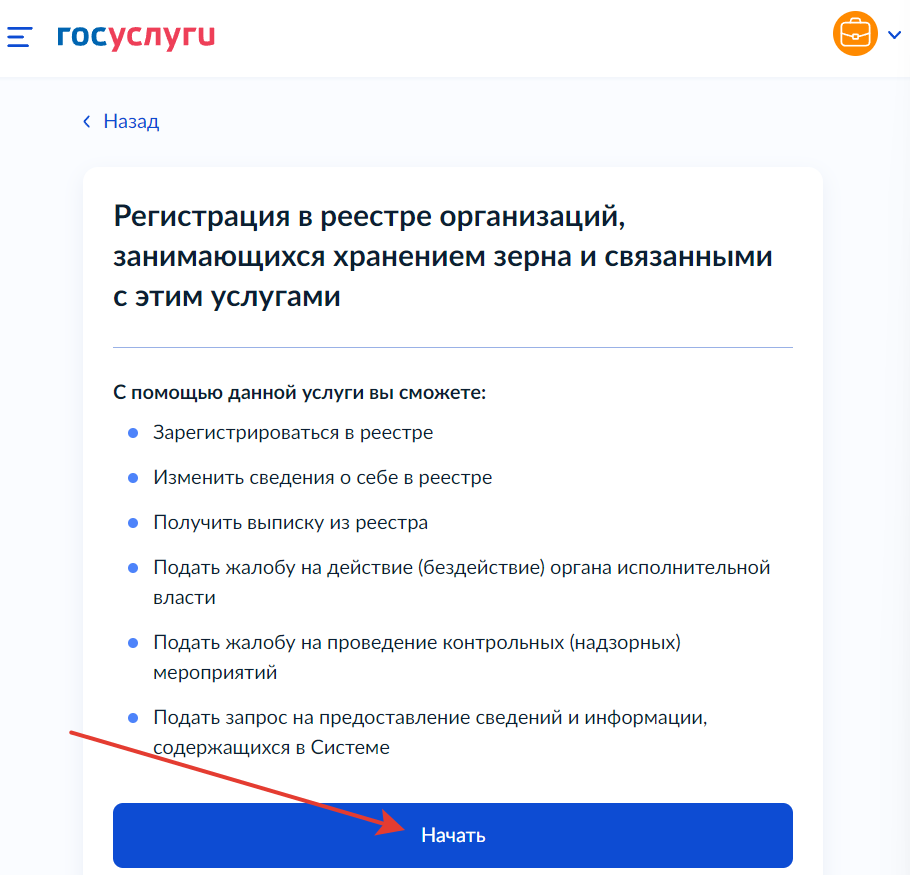 госуслуги
Назад
Регистрация в реестре организаций,
занимающихся хранением зерна и связанными
с этим услугами
С помощью данной услуги вы сможете:
Зарегистрироваться в реестре
Изменить сведения о себе в реестре
Получить выписку из реестра
Подать жалобу на действие (бездействие) органа исполнительной
власти
Подать жалобу на проведение контрольных (надзорных)
мероприятий
Подать запрос на предоставление сведений и информации,
содержащихся в Системе
Начать